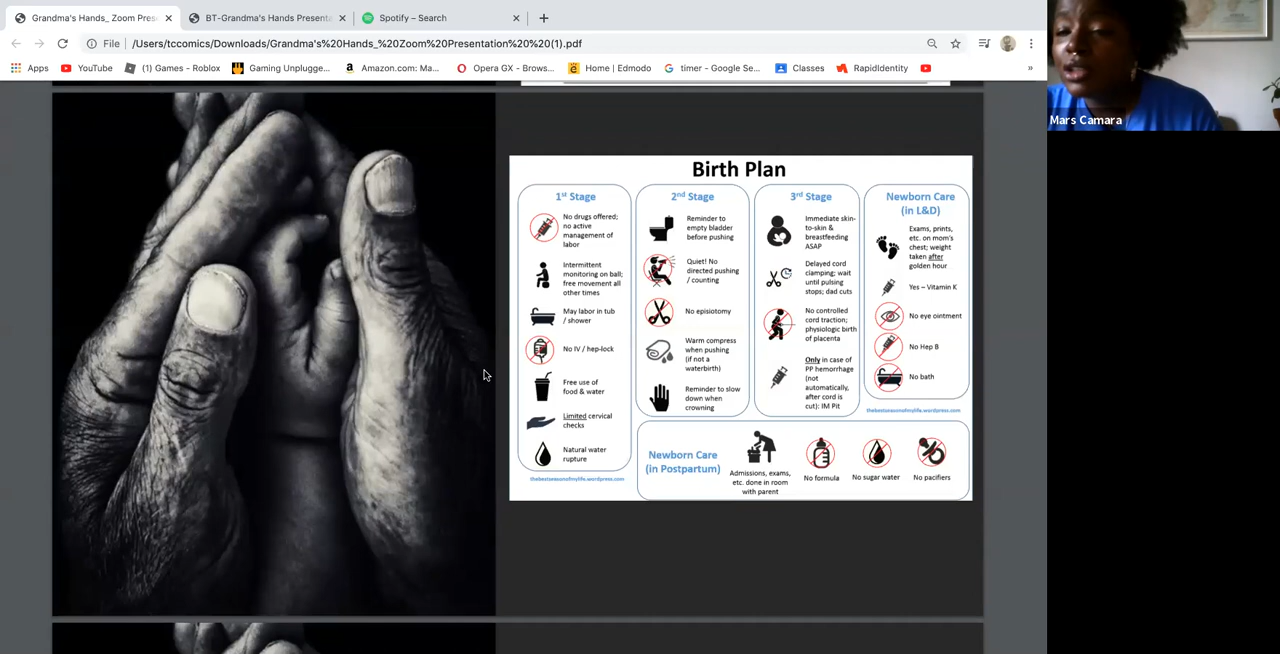 Grandma's Hands_ Zoom Pres
BT-Grandma's Hands Presenta
Spotify – Search
File
/Users/tccomics/Downloads/Grandma's%20Hands_%20Zoom%20Presentation%20%20(1).pdf
Apps
YouTube
(1) Games - Roblox
Gaming Unplugge...
Amazon.com: Ma...
Opera GX - Brows...
Home | Edmodo
timer - Google Se...
Classes
RapidIdentity
»
Mars Camara
Birth Plan
1st Stage
No drugs offered;
no active
management of
labor
Intermittent
monitoring on ball;
free movement all
other times
May labor in tub
/ shower
No IV / hep-lock
Free use of
food & water
Limited cervical
checks
Natural water
rupture
thebestseasonofmylife.wordpress.com
2nd Stage
Reminder to
empty bladder
before pushing
Quiet! No
directed pushing
/ counting
No episiotomy
Warm compress
when pushing
(if not a
waterbirth)
Reminder to slow
down when
crowning
3rd Stage
Immediate skin-
to-skin &
breastfeeding
ASAP
Delayed cord
clamping; wait
until pulsing
stops; dad cuts
No controlled
cord traction;
physiologic birth
of placenta
Only in case of
PP hemorrhage
(not
automatically,
after cord is
cut): IM Pit
Newborn Care
(in L&D)
Exams, prints,
etc. on mom's
chest; weight
taken after
golden hour
Yes – Vitamin K
No eye ointment
No Hep B
No bath
thebestseasonofmylife.wordpress.com
Newborn Care
(in Postpartum)
Admissions, exams,
etc. done in room
with parent
No formula
No sugar water
No pacifiers